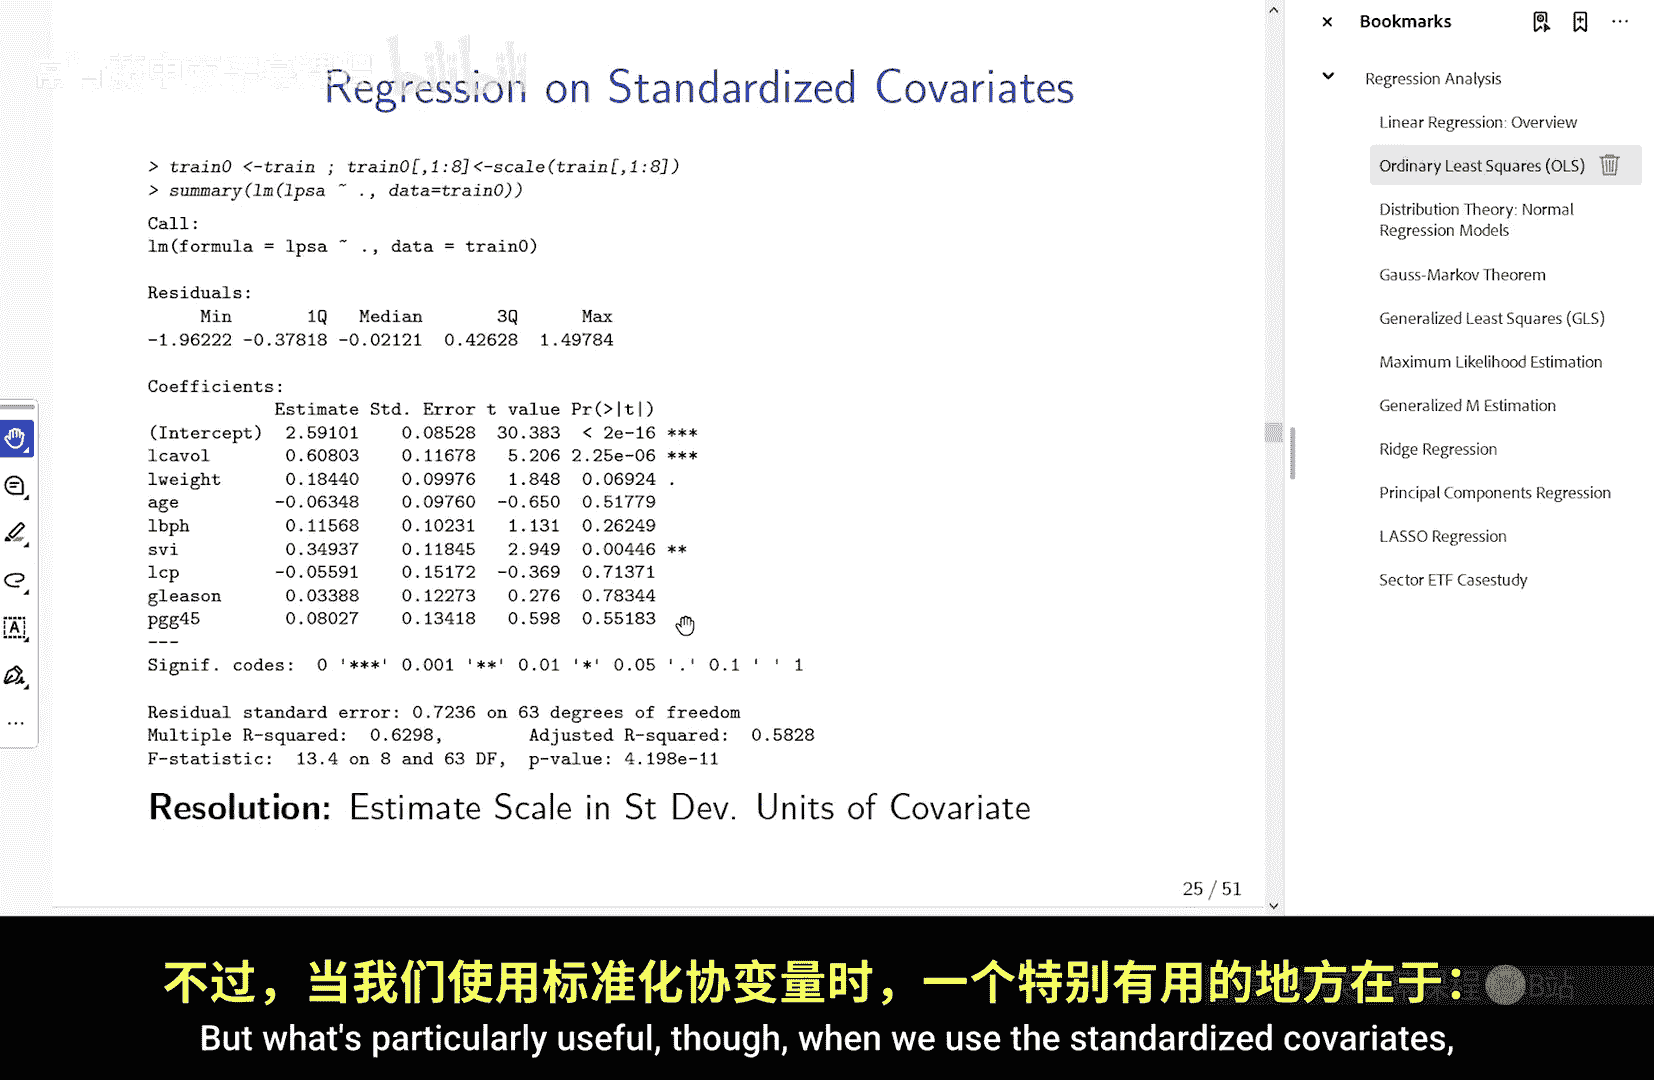 Regression on Standardized Covariates
> train0 <-train ; train0[,1:8]<-scale(train[,1:8])
> summary(lm(lpsa ~ ., data=train0))
Call:
lm(formula = lpsa ~ ., data = train0)
Residuals:
Min 1Q Median 3Q Max
-1.96222 -0.37818 -0.02121 0.42628 1.49784
Coefficients:
Estimate Std. Error t value Pr(>|t|)
(Intercept) 2.59101 0.08528 30.383 < 2e-16 ***
lcavol 0.60803 0.11678 5.206 2.25e-06 ***
lweight 0.18440 0.09976 1.848 0.06924 .
age -0.06348 0.09760 -0.650 0.51779
lbph 0.11568 0.10231 1.131 0.26249
svi 0.34937 0.11845 2.949 0.00446 **
lcp -0.05591 0.15172 -0.369 0.71371
gleason 0.03388 0.12273 0.276 0.78344
pgg45 0.08027 0.13418 0.598 0.55183
---
Signif. codes: 0 '***' 0.001 '**' 0.01 '*' 0.05 '.' 0.1 ' ' 1
Residual standard error: 0.7236 on 63 degrees of freedom
Multiple R-squared: 0.6298, Adjusted R-squared: 0.5828
F-statistic: 13.4 on 8 and 63 DF, p-value: 4.198e-11
Resolution: Estimate Scale in St Dev. Units of Covariate
25 / 51
Bookmarks
Regression Analysis
Linear Regression: Overview
Ordinary Least Squares (OLS)
Distribution Theory: Normal
Regression Models
Gauss-Markov Theorem
Generalized Least Squares (GLS)
Maximum Likelihood Estimation
Generalized M Estimation
Ridge Regression
Principal Components Regression
LASSO Regression
Sector ETF Casestudy
不过，当我们使用标准化协变量时，一个特别有用的地方在于：
But what's particularly useful, though, when we use the standardized covariates,